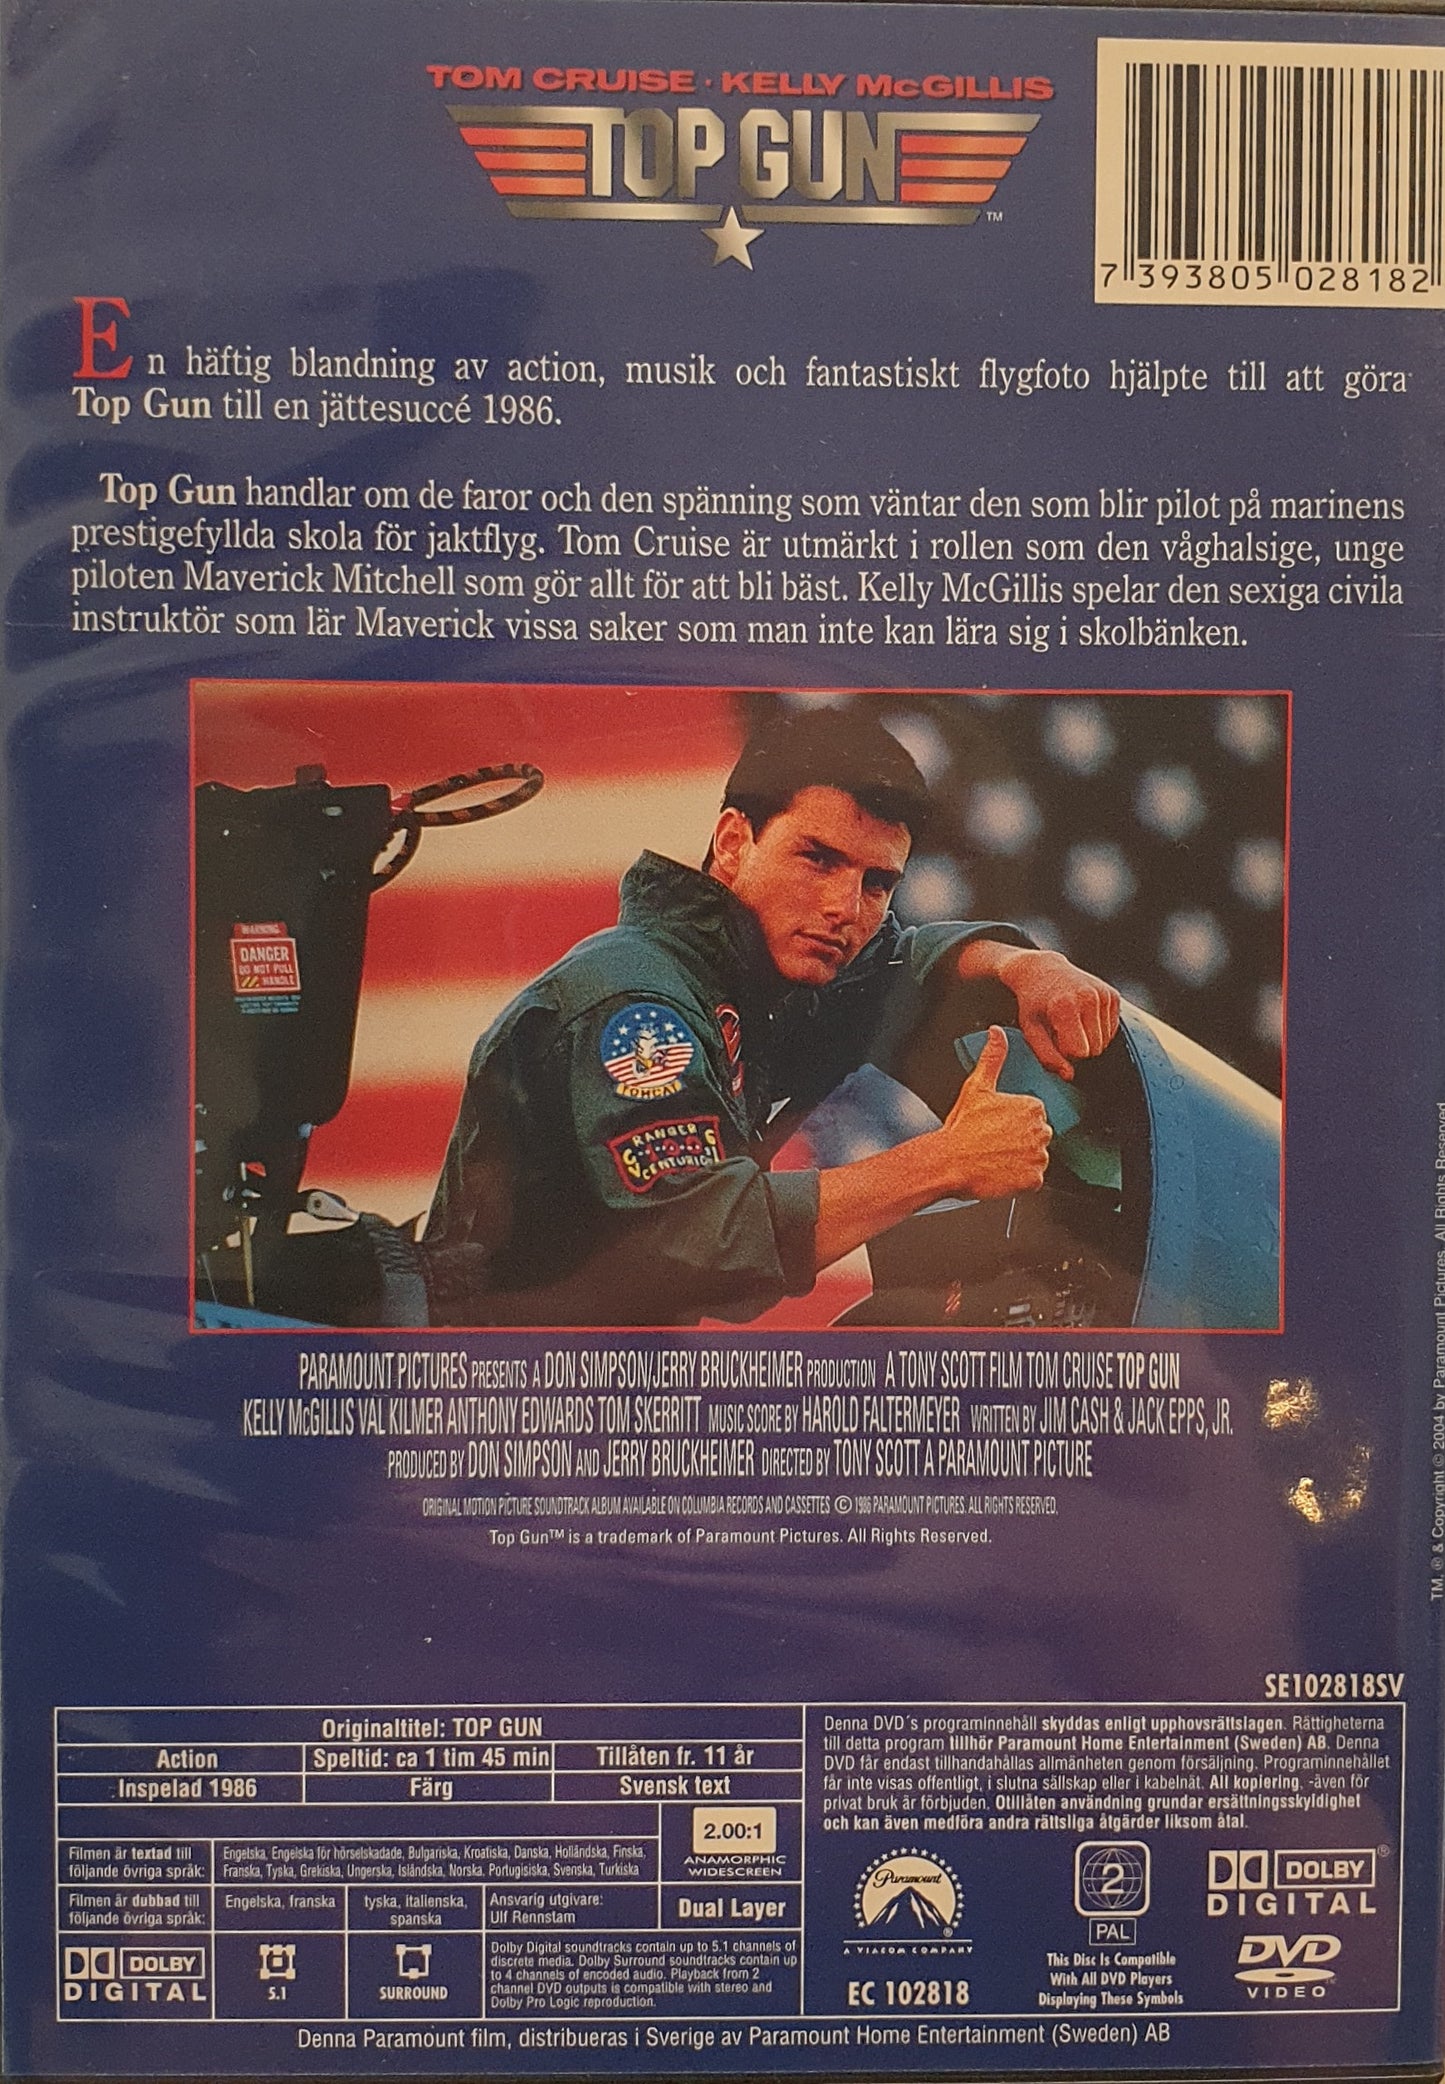 TOM CRUISE · KELLY McGILLIS
TOP GUN
™
7 393805 028182
En häftig blandning av action, musik och fantastiskt flygfoto hjälpte till att göra
Top Gun till en jättesuccé 1986.
Top Gun handlar om de faror och den spänning som väntar den som blir pilot på marinens
prestigefyllda skola för jaktflyg. Tom Cruise är utmärkt i rollen som den våghalsige, unge
piloten Maverick Mitchell som gör allt för att bli bäst. Kelly McGillis spelar den sexiga civila
instruktör som lär Maverick vissa saker som man inte kan lära sig i skolbänken.
WARNING
DANGER
DO NOT PULL
HANDLE
TOMCAT
RANGER
CENTURION
PARAMOUNT PICTURES PRESENTS A DON SIMPSON/JERRY BRUCKHEIMER PRODUCTION A TONY SCOTT FILM TOM CRUISE TOP GUN
KELLY McGILLIS VAL KILMER ANTHONY EDWARDS TOM SKERRITT MUSIC SCORE BY HAROLD FALTERMEYER WRITTEN BY JIM CASH & JACK EPPS, JR.
PRODUCED BY DON SIMPSON AND JERRY BRUCKHEIMER DIRECTED BY TONY SCOTT A PARAMOUNT PICTURE
ORIGINAL MOTION PICTURE SOUNDTRACK ALBUM AVAILABLE ON COLUMBIA RECORDS AND CASSETTES © 1986 PARAMOUNT PICTURES. ALL RIGHTS RESERVED.
Top Gun™ is a trademark of Paramount Pictures. All Rights Reserved.
TM, ® & Copyright © 2004 by Paramount Pictures. All Rights Reserved.
SE102818SV
Originaltitel: TOP GUN
Action
Speltid: ca 1 tim 45 min
Tillåten fr. 11 år
Inspelad 1986
Färg
Svensk text
2.00:1
ANAMORPHIC
WIDESCREEN
Filmen är textad till
följande övriga språk:
Engelska, Engelska för hörselskadade, Bulgariska, Kroatiska, Danska, Holländska, Finska,
Franska, Tyska, Grekiska, Ungerska, Isländska, Norska, Portugisiska, Svenska, Turkiska
Filmen är dubbad till
följande övriga språk:
Engelska, franska
tyska, italienska,
spanska
Ansvarig utgivare:
Ulf Rennstam
Dual Layer
DOLBY
DIGITAL
5.1
SURROUND
Dolby Digital soundtracks contain up to 5.1 channels of
discrete media. Dolby Surround soundtracks contain up
to 4 channels of encoded audio. Playback from 2
channel DVD outputs is compatible with stereo and
Dolby Pro Logic reproduction.
Denna DVD´s programinnehåll skyddas enligt upphovsrättslagen. Rättigheterna
till detta program tillhör Paramount Home Entertainment (Sweden) AB. Denna
DVD får endast tillhandahållas allmänheten genom försäljning. Programinnehållet
får inte visas offentligt, i slutna sällskap eller i kabelnät. All kopiering, -även för
privat bruk är förbjuden. Otillåten användning grundar ersättningsskyldighet
och kan även medföra andra rättsliga åtgärder liksom åtal.
Paramount
®
A VIACOM COMPANY
EC 102818
2
PAL
This Disc Is Compatible
With All DVD Players
Displaying These Symbols
DOLBY ®
DIGITAL
DVD
VIDEO
Denna Paramount film, distribueras i Sverige av Paramount Home Entertainment (Sweden) AB